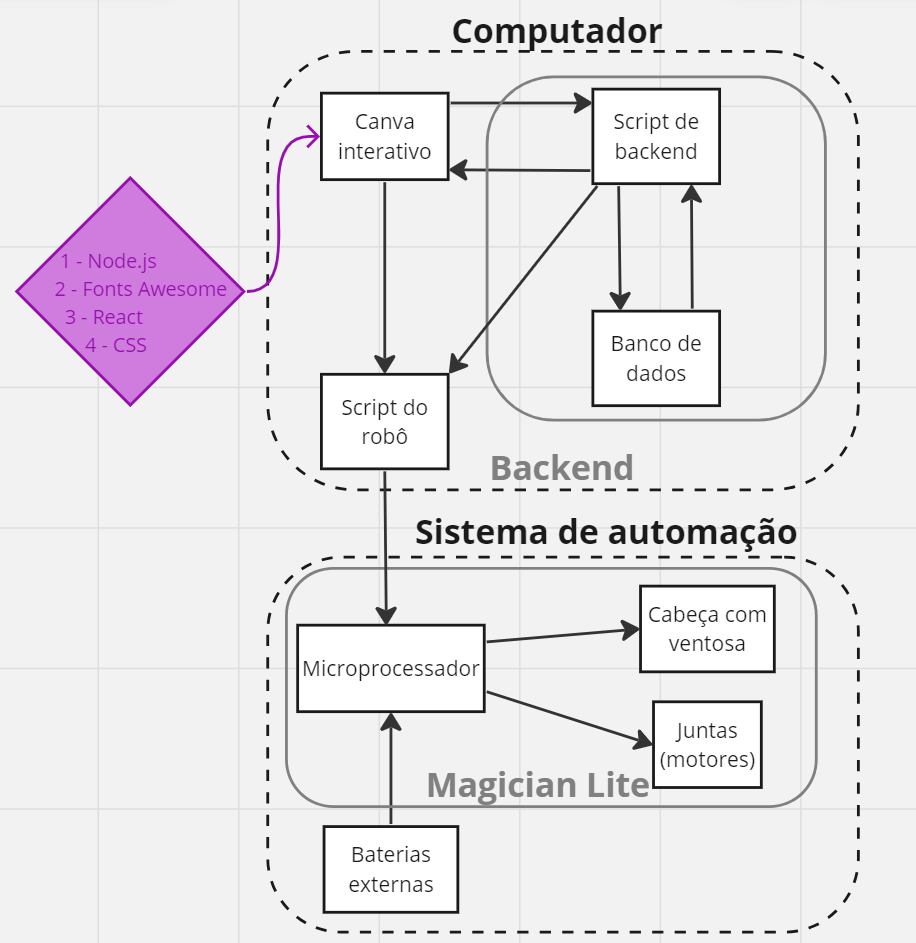 Computador
Canva
interativo
Script de
backend
1 - Node.js
2 - Fonts Awesome
3 - React
4 - CSS
Banco de
dados
Script do
robô
Backend
Sistema de automação
Cabeça com
ventosa
Microprocessador
Juntas
(motores)
Magician Lite
Baterias
externas